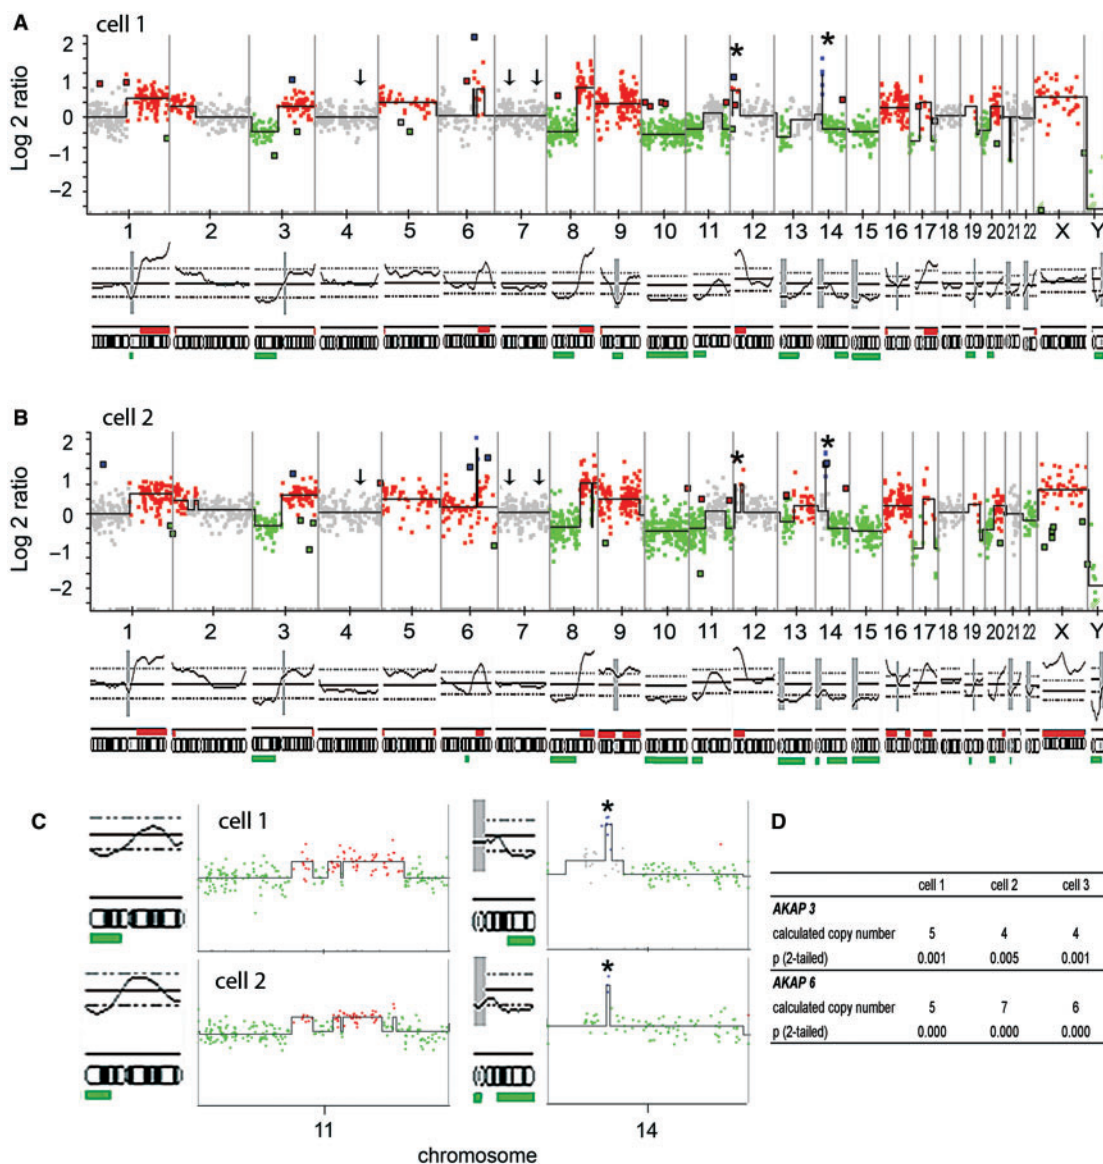 A
cell 1
Log 2 ratio
2
1
0
−1
−2
* *
↓ ↓ ↓
1 2 3 4 5 6 7 8 9 10 11 12 13 14 15 16 17 18 19 20 21 22 X Y
B
cell 2
Log 2 ratio
2
1
0
−1
−2
* *
↓ ↓ ↓
1 2 3 4 5 6 7 8 9 10 11 12 13 14 15 16 17 18 19 20 21 22 X Y
C
cell 1
*
cell 2
*
11 14
chromosome
D
cell 1 cell 2 cell 3
AKAP 3
calculated copy number 5 4 4
p (2-tailed) 0.001 0.005 0.001
AKAP 6
calculated copy number 5 7 6
p (2-tailed) 0.000 0.000 0.000